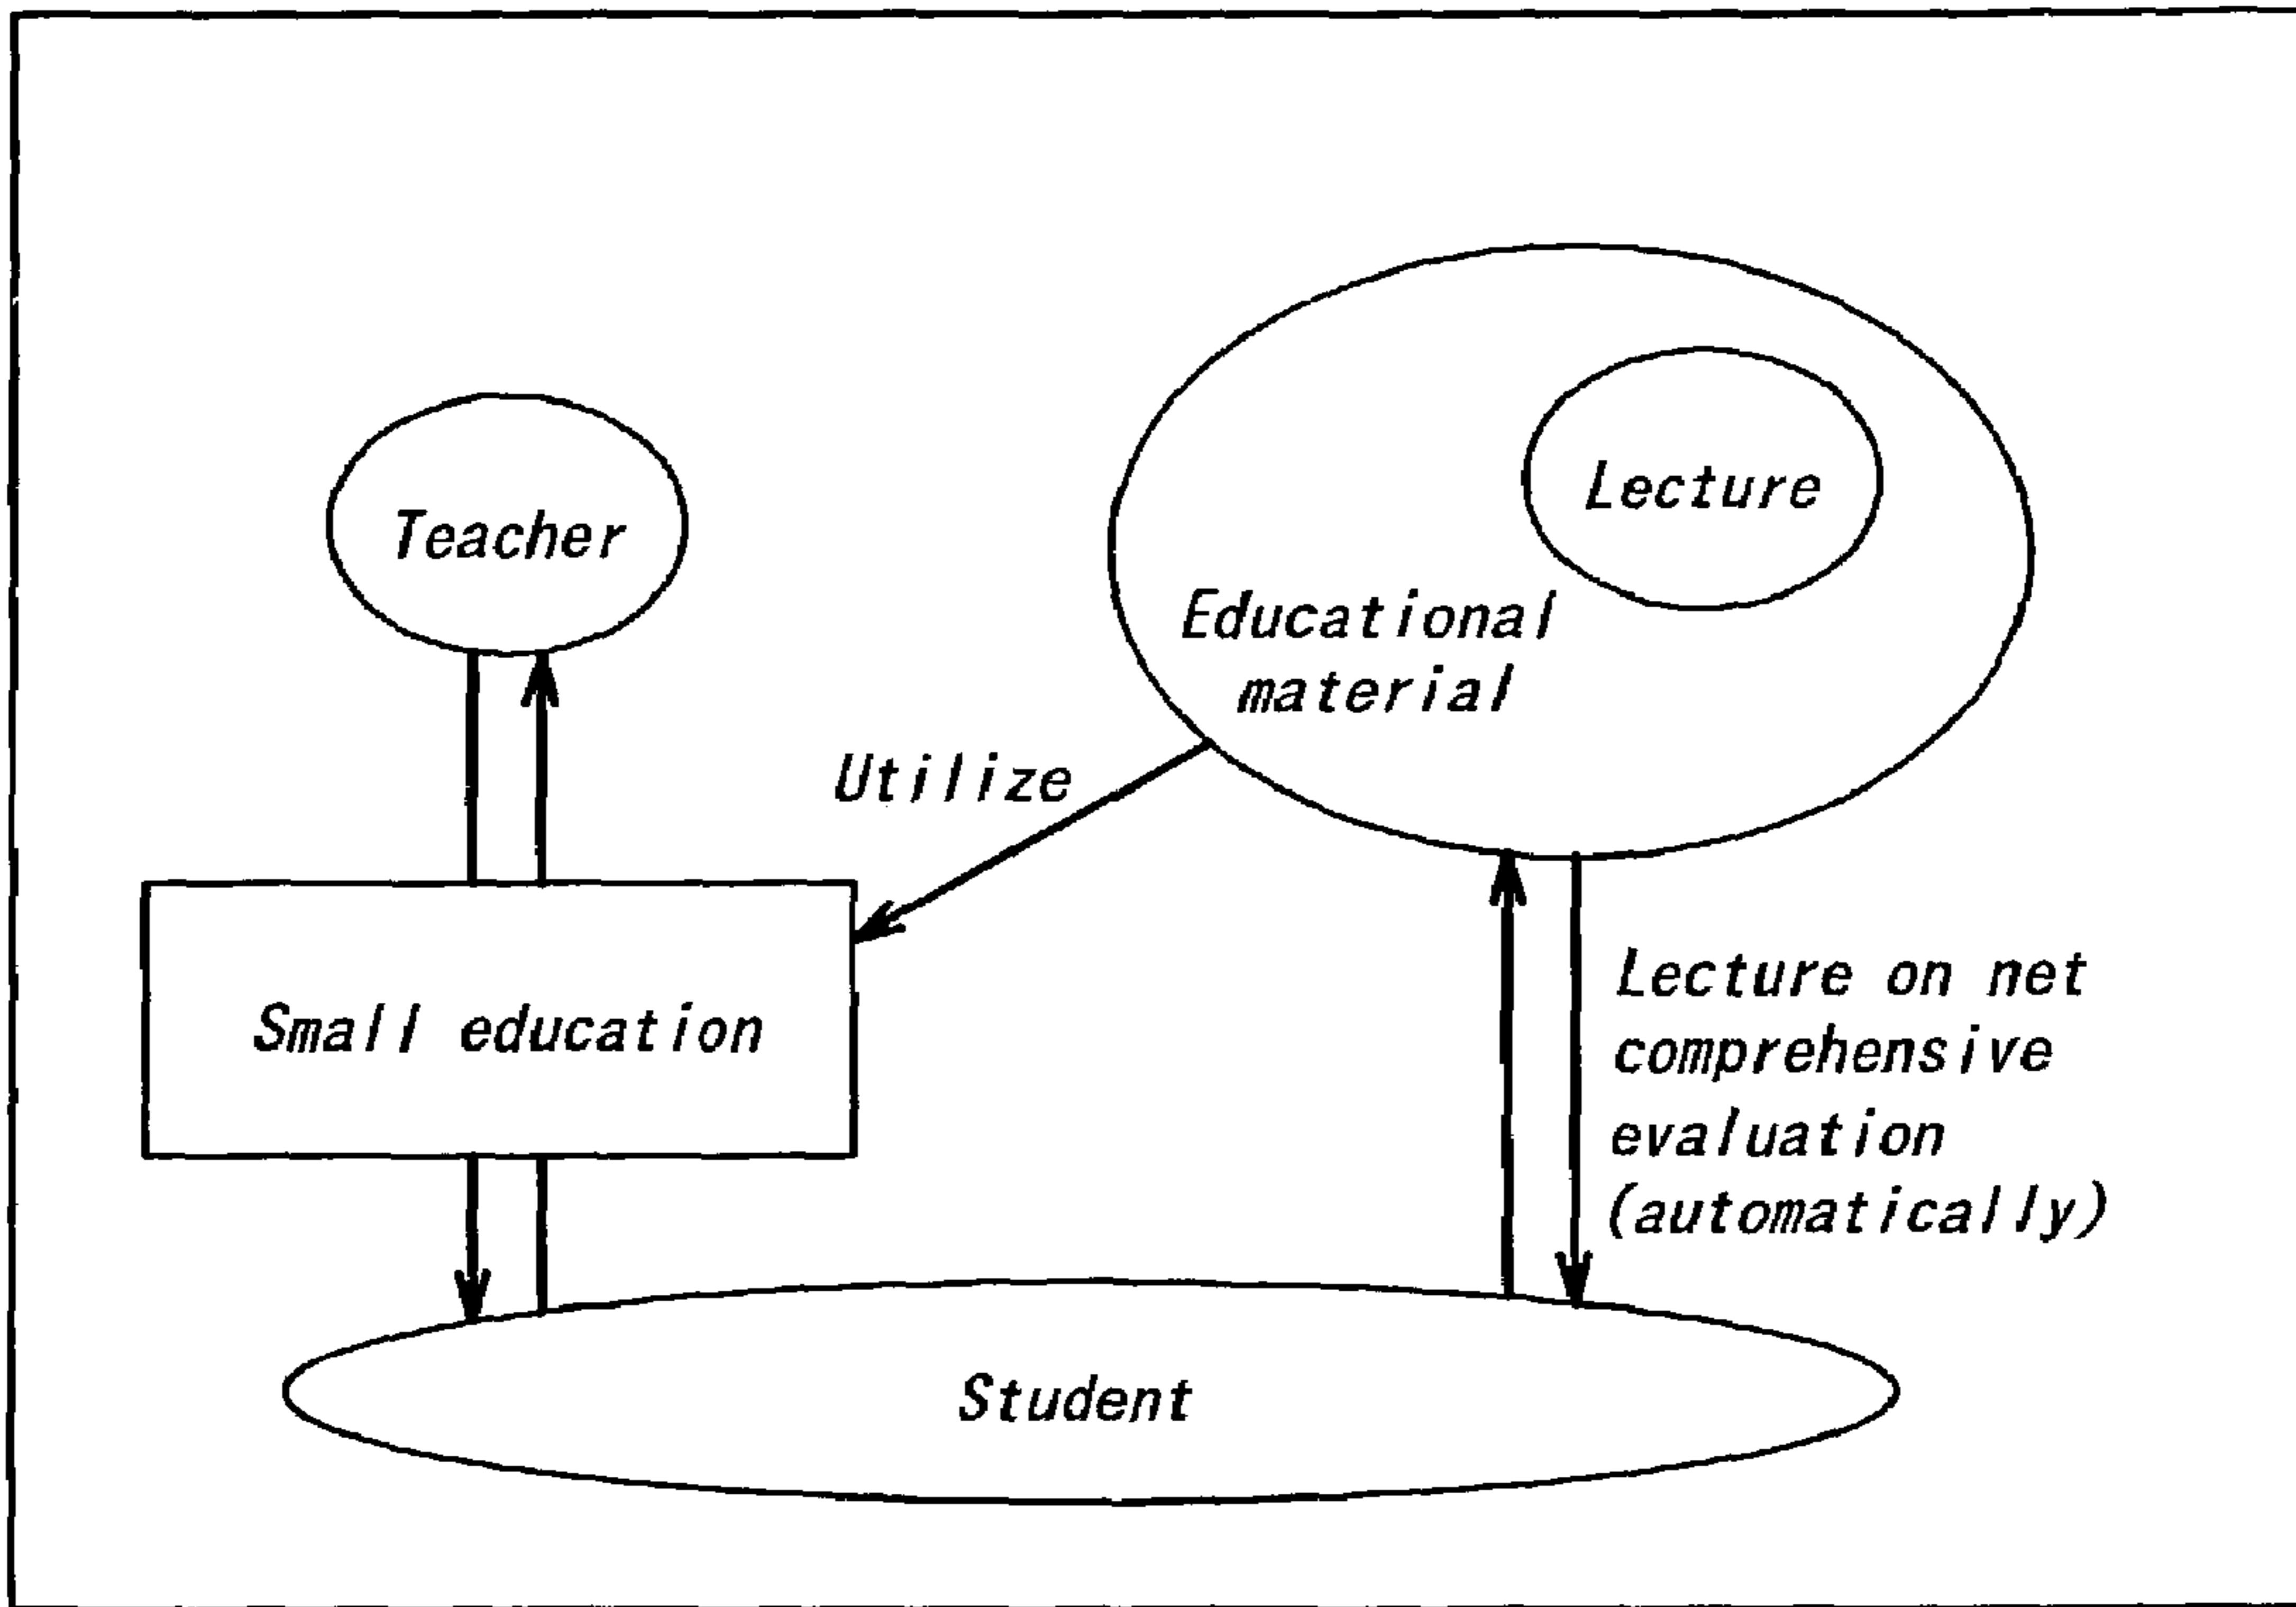 Teacher
Lecture
Educational
material
Utilize
Small education
Lecture on net
comprehensive
evaluation
(automatically)
Student